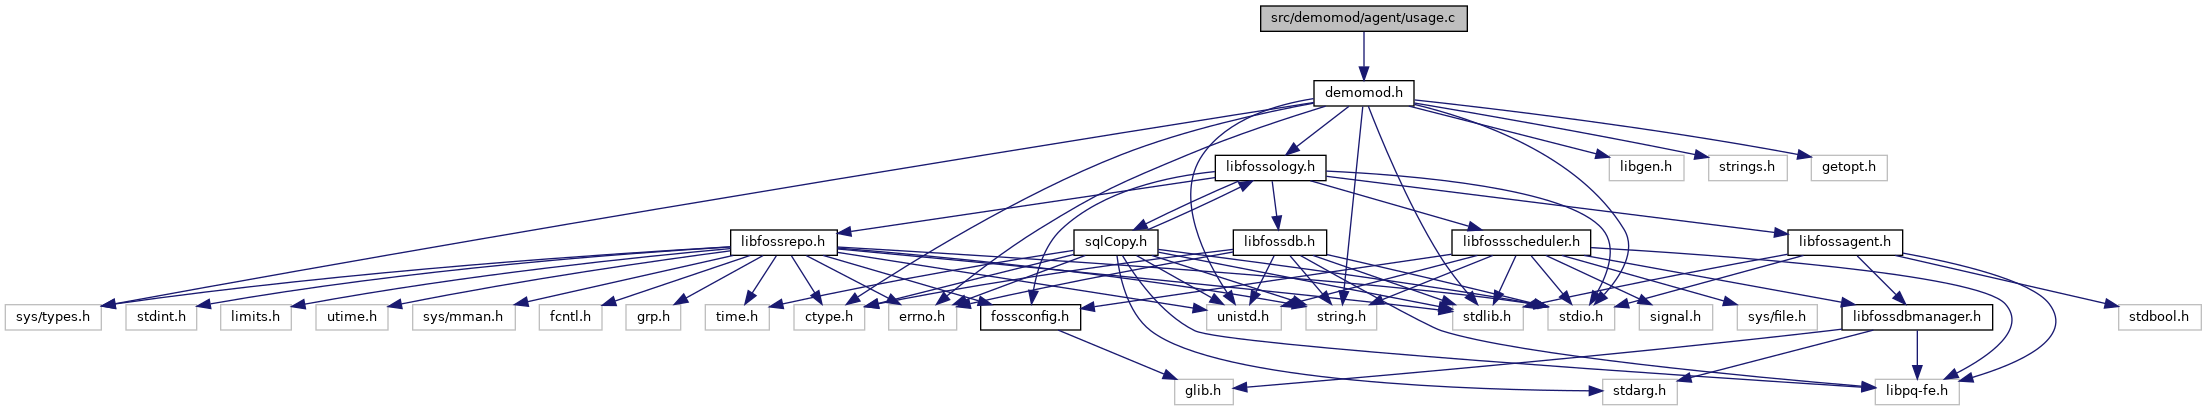 src/demomod/agent/usage.c
demomod.h
libfossology.h
libgen.h
strings.h
getopt.h
libfossrepo.h
sqlCopy.h
libfossdb.h
libfossscheduler.h
libfossagent.h
sys/types.h
stdint.h
limits.h
utime.h
sys/mman.h
fcntl.h
grp.h
time.h
ctype.h
errno.h
fossconfig.h
unistd.h
string.h
stdlib.h
stdio.h
signal.h
sys/file.h
libfossdbmanager.h
stdbool.h
glib.h
stdarg.h
libpq-fe.h